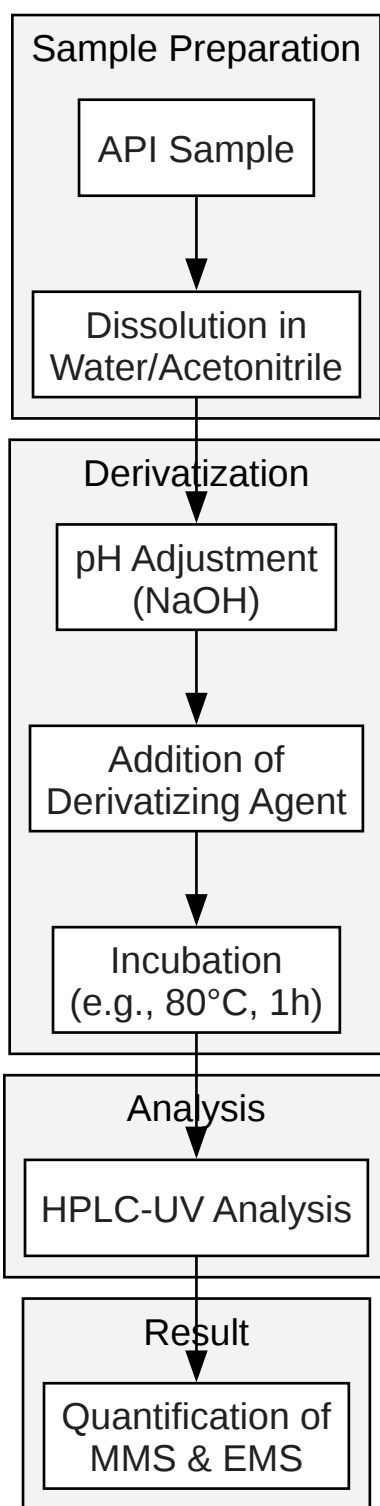 Sample Preparation
API Sample
Dissolution in
Water/Acetonitrile
Derivatization
pH Adjustment
(NaOH)
Addition of
Derivatizing Agent
Incubation
(e.g., 80°C, 1h)
Analysis
HPLC-UV Analysis
Result
Quantification of
MMS & EMS